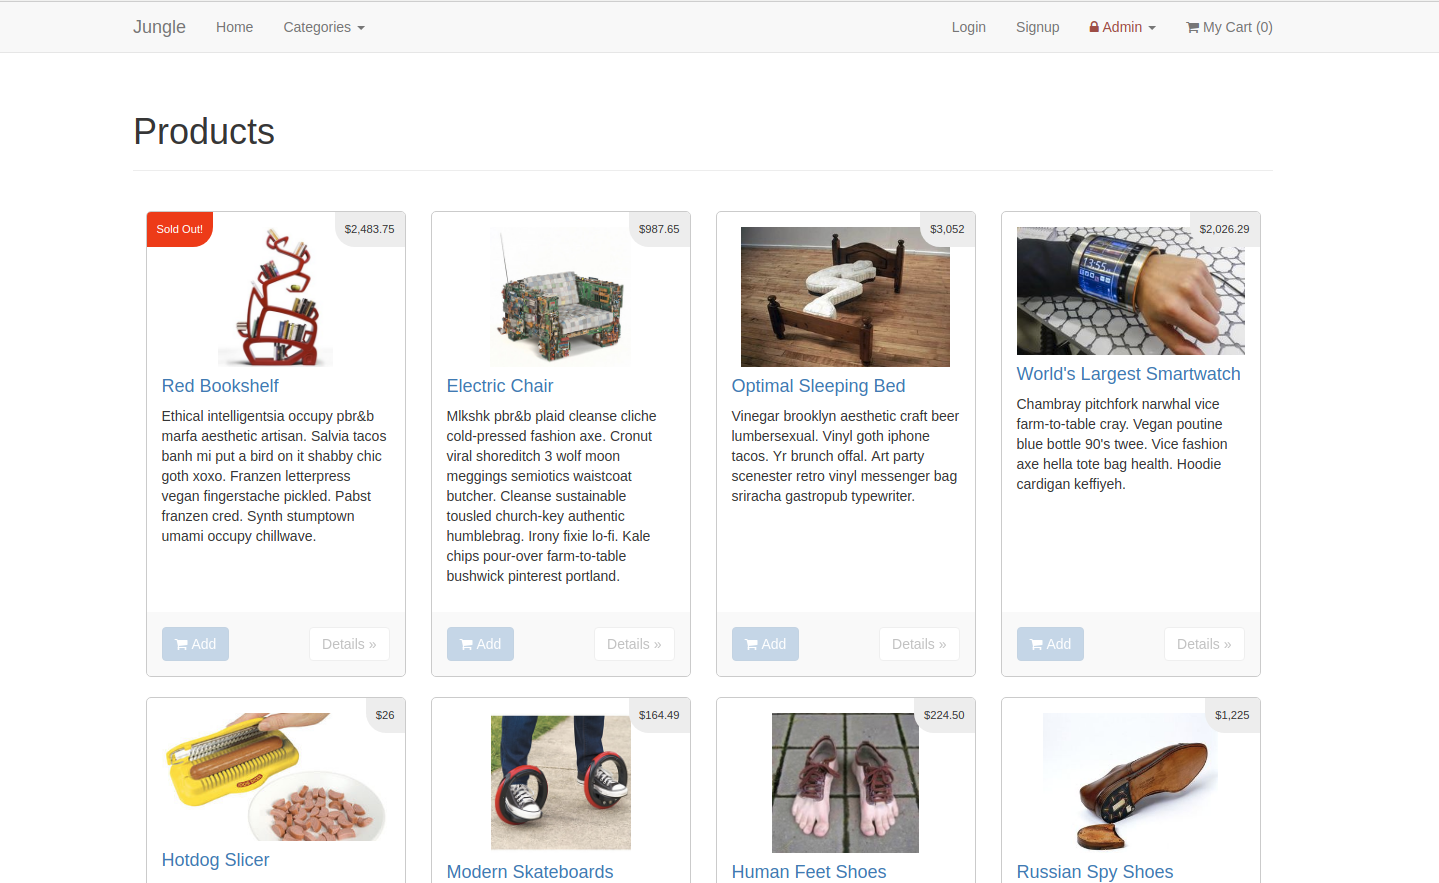 Jungle Home Categories Login Signup Admin My Cart (0)
Products
Sold Out! $2,483.75
Red Bookshelf
Ethical intelligentsia occupy pbr&b
marfa aesthetic artisan. Salvia tacos
banh mi put a bird on it shabby chic
goth xoxo. Franzen letterpress
vegan fingerstache pickled. Pabst
franzen cred. Synth stumptown
umami occupy chillwave.
Add Details »
$987.65
Electric Chair
Mlkshk pbr&b plaid cleanse cliche
cold-pressed fashion axe. Cronut
viral shoreditch 3 wolf moon
meggings semiotics waistcoat
butcher. Cleanse sustainable
tousled church-key authentic
humblebrag. Irony fixie lo-fi. Kale
chips pour-over farm-to-table
bushwick pinterest portland.
Add Details »
$3,052
Optimal Sleeping Bed
Vinegar brooklyn aesthetic craft beer
lumbersexual. Vinyl goth iphone
tacos. Yr brunch offal. Art party
scenester retro vinyl messenger bag
sriracha gastropub typewriter.
Add Details »
$2,026.29
13:55
World's Largest Smartwatch
Chambray pitchfork narwhal vice
farm-to-table cray. Vegan poutine
blue bottle 90's twee. Vice fashion
axe hella tote bag health. Hoodie
cardigan keffiyeh.
Add Details »
$26
Hotdog Slicer
$164.49
Modern Skateboards
$224.50
Human Feet Shoes
$1,225
Russian Spy Shoes